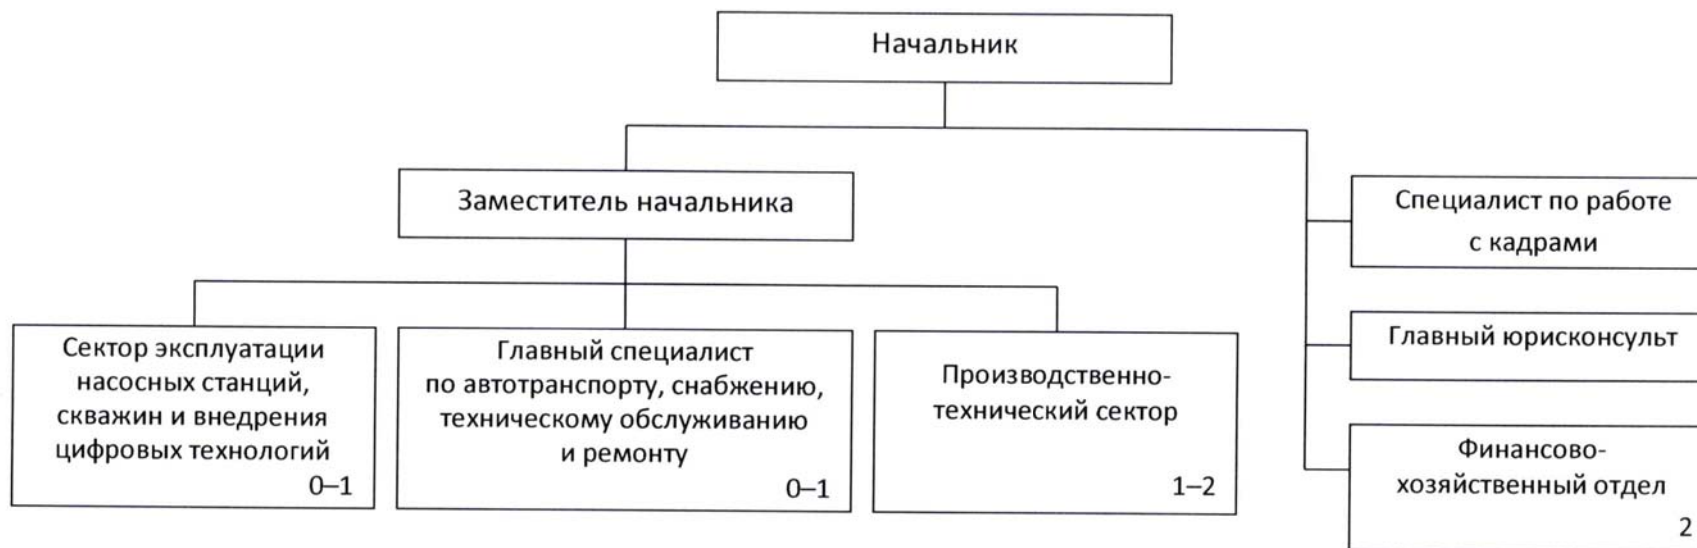 Начальник
Заместитель начальника
Специалист по работе
с кадрами
Главный юрисконсульт
Финансово-
хозяйственный отдел
2
Сектор эксплуатации
насосных станций,
скважин и внедрения
цифровых технологий
0–1
Главный специалист
по автотранспорту, снабжению,
техническому обслуживанию
и ремонту
0–1
Производственно-
технический сектор
1–2